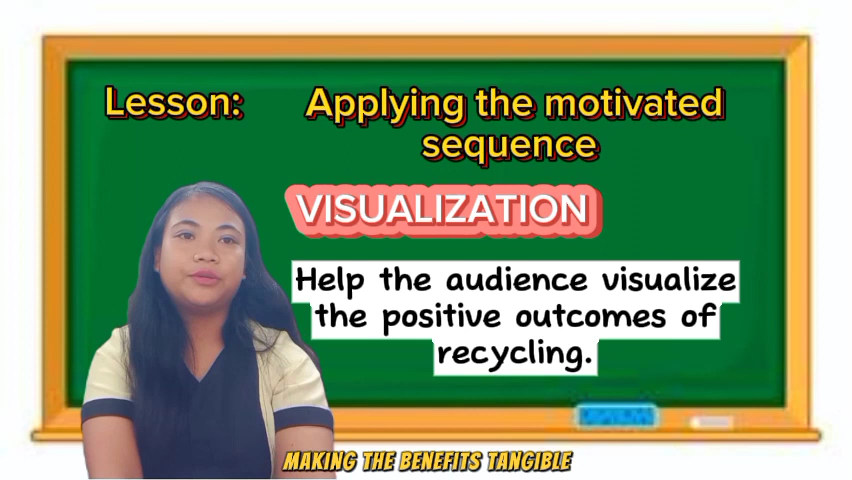 Lesson:
Applying the motivated
sequence
VISUALIZATION
Help the audience visualize
the positive outcomes of
recycling.
MAKING THE BENEFITS TANGIBLE